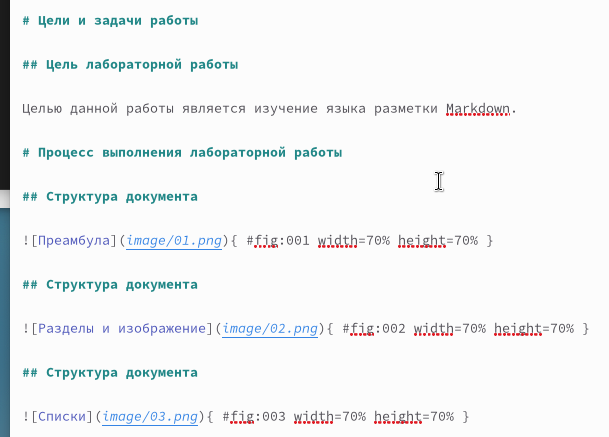 # Цели и задачи работы
## Цель лабораторной работы
Целью данной работы является изучение языка разметки Markdown.
# Процесс выполнения лабораторной работы
## Структура документа
![Преамбула](image/01.png){ #fig:001 width=70% height=70% }
## Структура документа
![Разделы и изображение](image/02.png){ #fig:002 width=70% height=70% }
## Структура документа
![Списки](image/03.png){ #fig:003 width=70% height=70% }